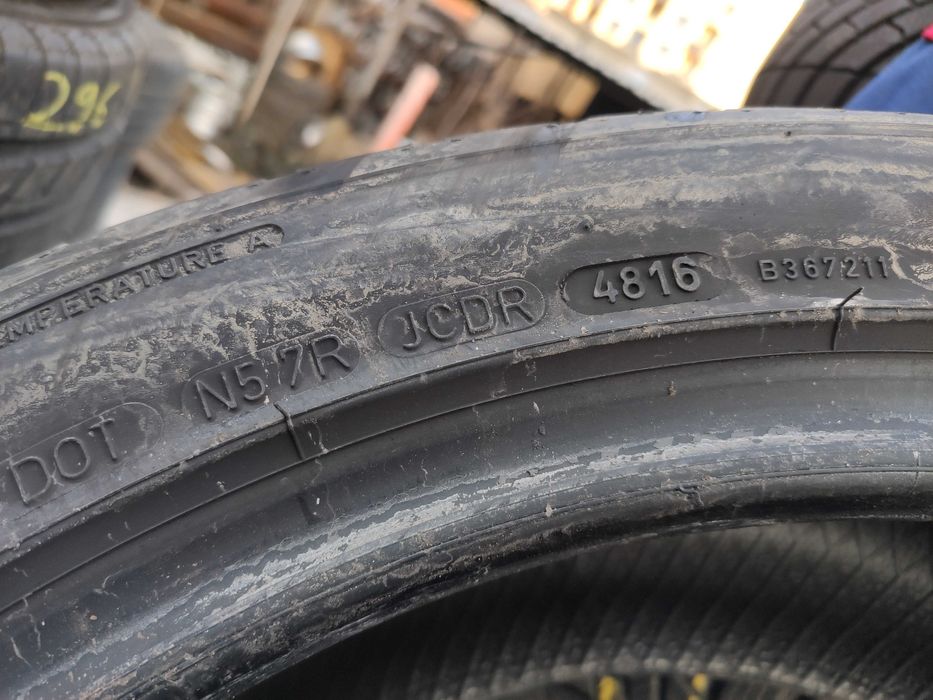 296
TEMPERATURE A
DOT N57R JCDR 4816 B367211